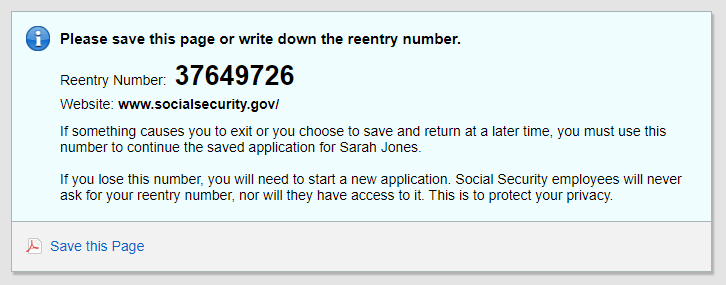 Please save this page or write down the reentry number.
Reentry Number: 37649726
Website: www.socialsecurity.gov/
If something causes you to exit or you choose to save and return at a later time, you must use this
number to continue the saved application for Sarah Jones.
If you lose this number, you will need to start a new application. Social Security employees will never
ask for your reentry number, nor will they have access to it. This is to protect your privacy.
Save this Page